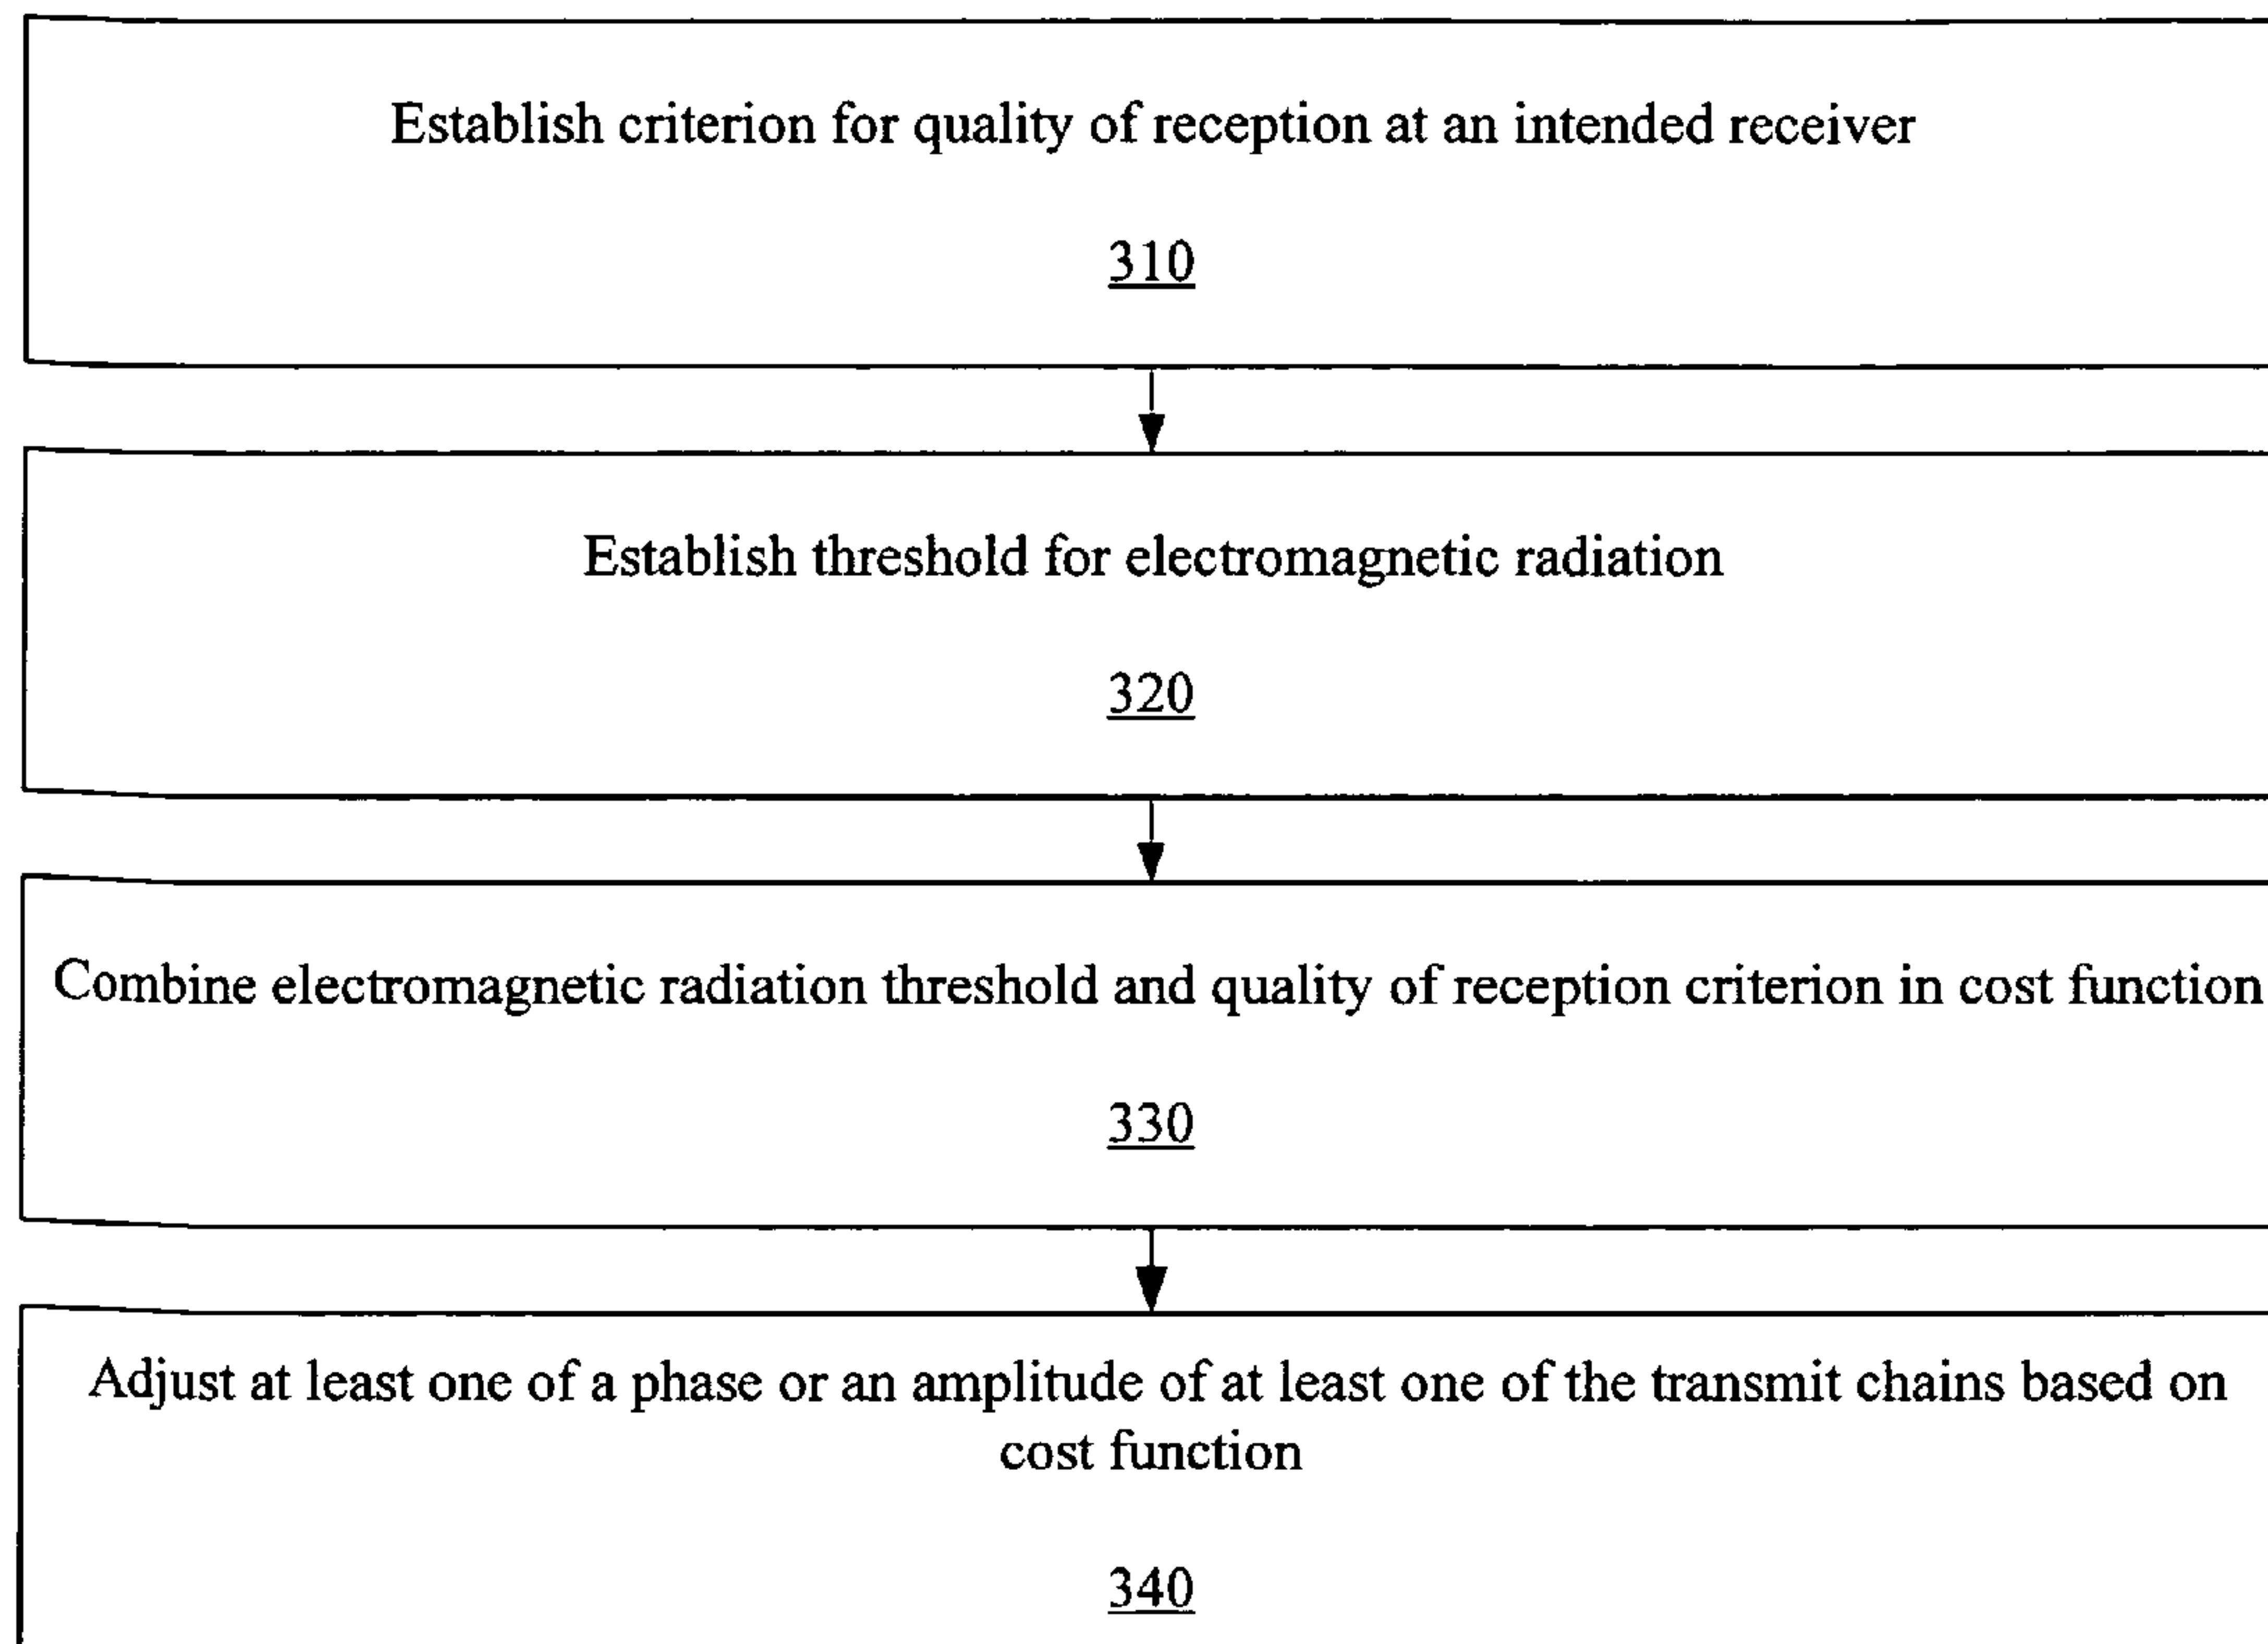 Establish criterion for quality of reception at an intended receiver
310
Establish threshold for electromagnetic radiation
320
Combine electromagnetic radiation threshold and quality of reception criterion in cost function
330
Adjust at least one of a phase or an amplitude of at least one of the transmit chains based on
cost function
340